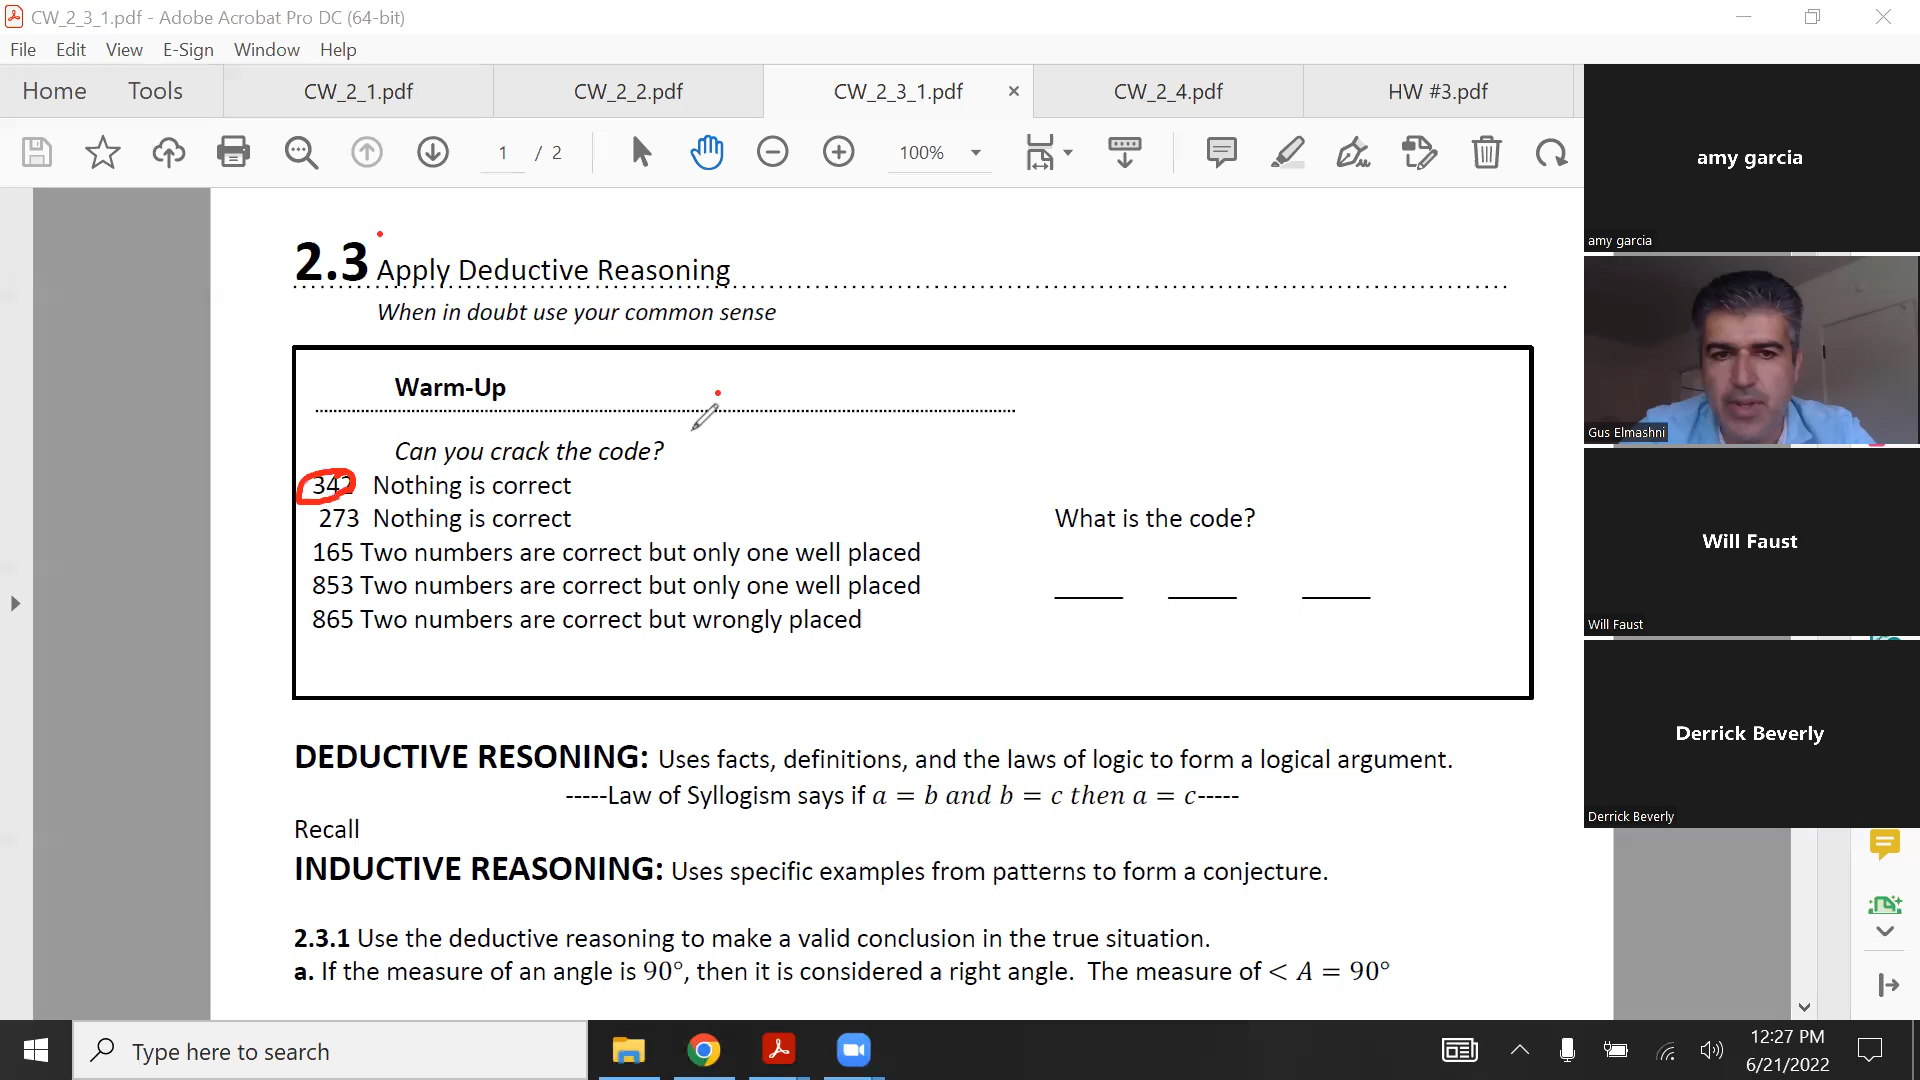 CW_2_3_1.pdf - Adobe Acrobat Pro DC (64-bit)
File Edit View E-Sign Window Help
Home Tools CW_2_1.pdf CW_2_2.pdf CW_2_3_1.pdf × CW_2_4.pdf HW #3.pdf
1 / 2 100%
2.3 Apply Deductive Reasoning
When in doubt use your common sense
Warm-Up
Can you crack the code?
342 Nothing is correct
273 Nothing is correct
What is the code?
165 Two numbers are correct but only one well placed
853 Two numbers are correct but only one well placed
865 Two numbers are correct but wrongly placed
DEDUCTIVE RESONING: Uses facts, definitions, and the laws of logic to form a logical argument.
-----Law of Syllogism says if a = b and b = c then a = c-----
Recall
INDUCTIVE REASONING: Uses specific examples from patterns to form a conjecture.
2.3.1 Use the deductive reasoning to make a valid conclusion in the true situation.
a. If the measure of an angle is 90°, then it is considered a right angle. The measure of < A = 90°
amy garcia
amy garcia
Gus Elmashni
Will Faust
Will Faust
Derrick Beverly
Derrick Beverly
Type here to search
12:27 PM
6/21/2022